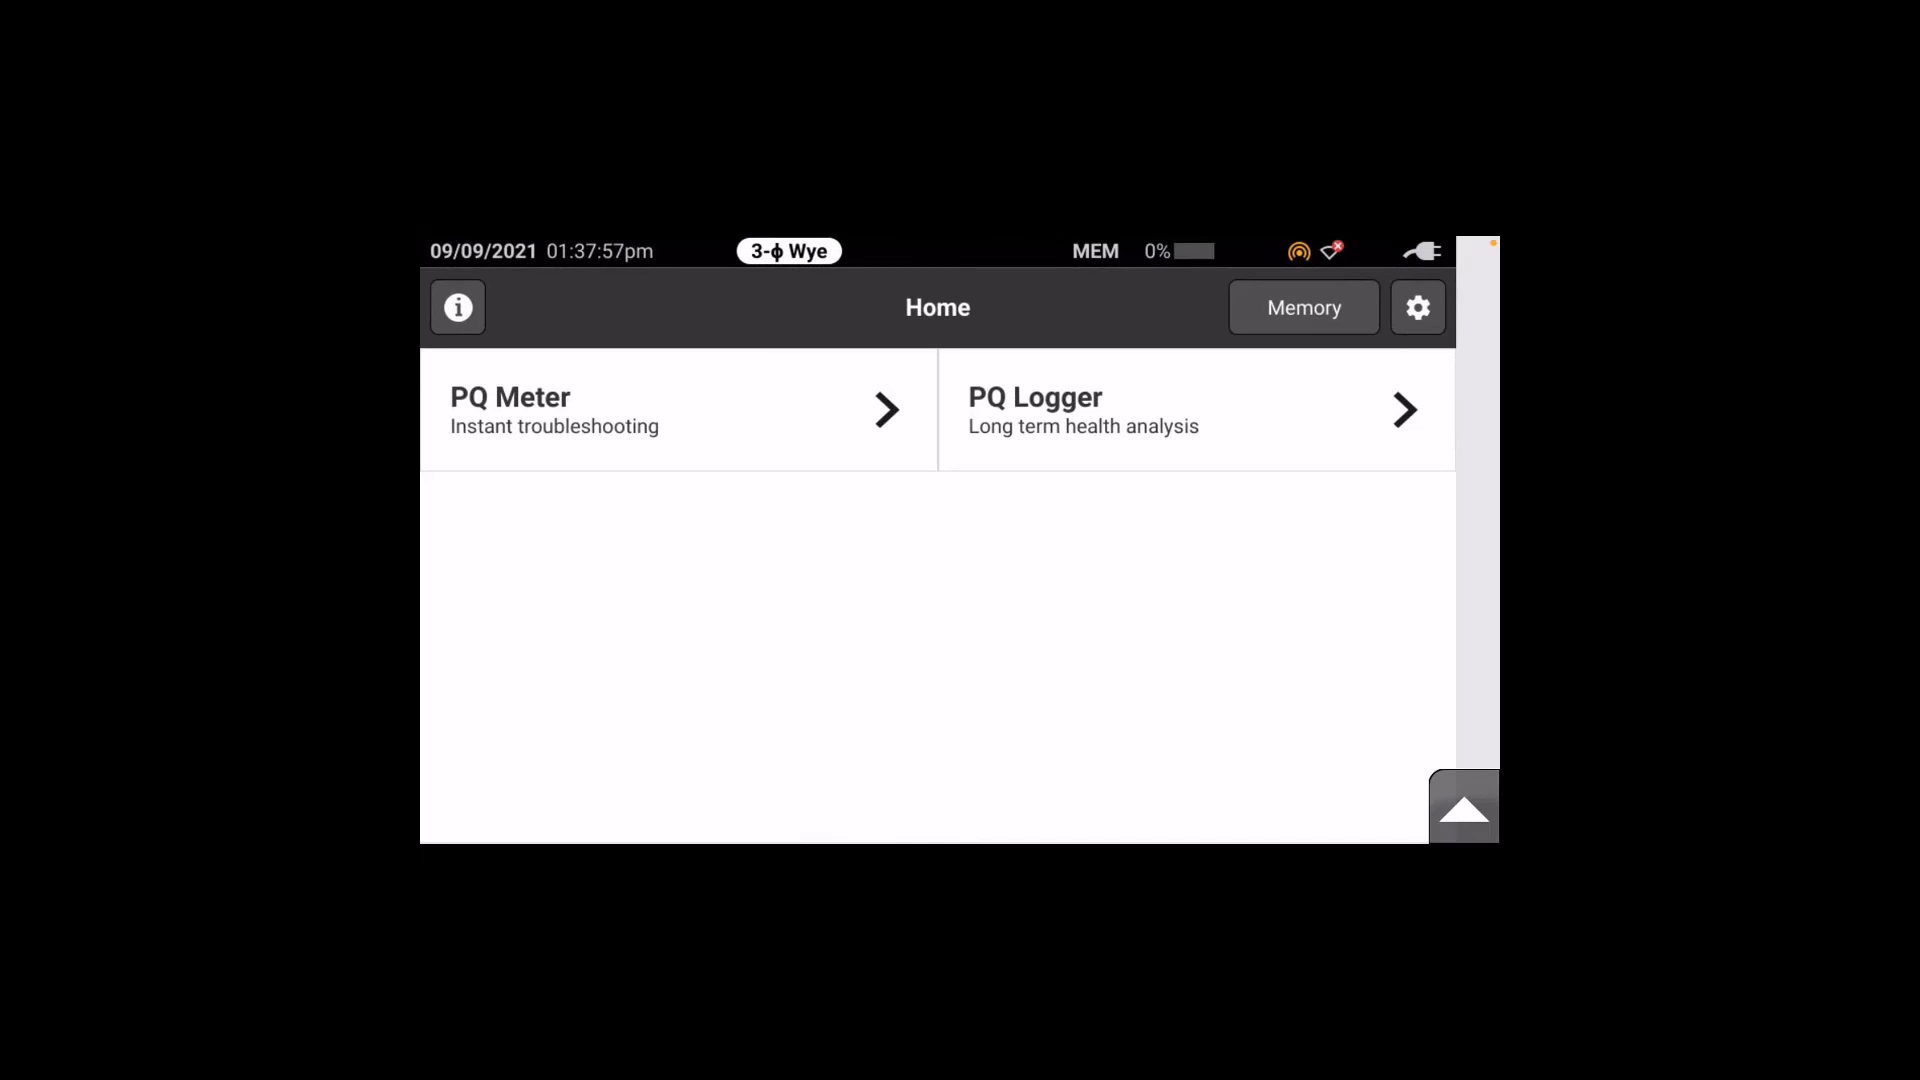 09/09/2021 01:37:57pm 3-ϕ Wye MEM 0%
Home Memory
PQ Meter
Instant troubleshooting
PQ Logger
Long term health analysis